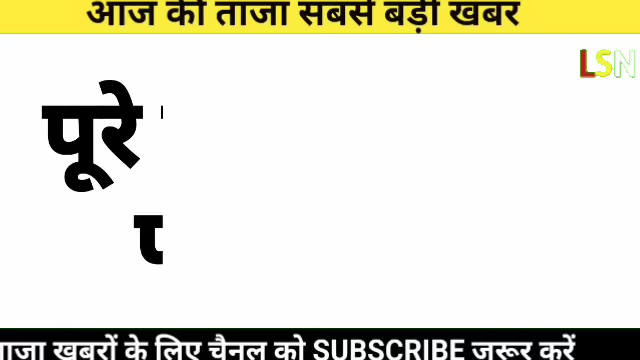 आज की ताजा सबसे बड़ी खबर
LSN
पूरे
ताजा खबरों के लिए चैनल को SUBSCRIBE जरूर करें